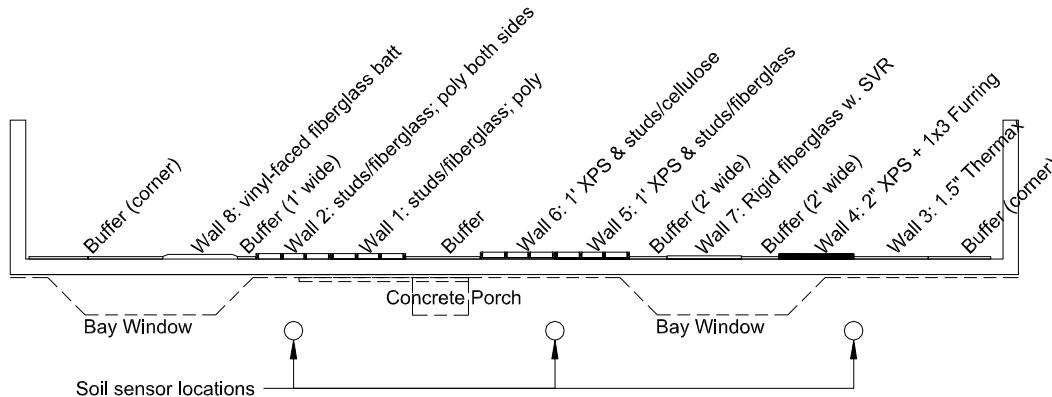 Buffer (corner)
Wall 8: vinyl-faced fiberglass batt
Buffer (1' wide)
Wall 2: studs/fiberglass; poly both sides
Wall 1: studs/fiberglass; poly
Buffer
Wall 6: 1' XPS & studs/cellulose
Wall 5: 1' XPS & studs/fiberglass
Buffer (2' wide)
Wall 7: Rigid fiberglass w. SVR
Buffer (2' wide)
Wall 4: 2" XPS + 1x3 Furring
Wall 3: 1.5" Thermax
Buffer (corner)
Concrete Porch
Bay Window
Bay Window
Soil sensor locations